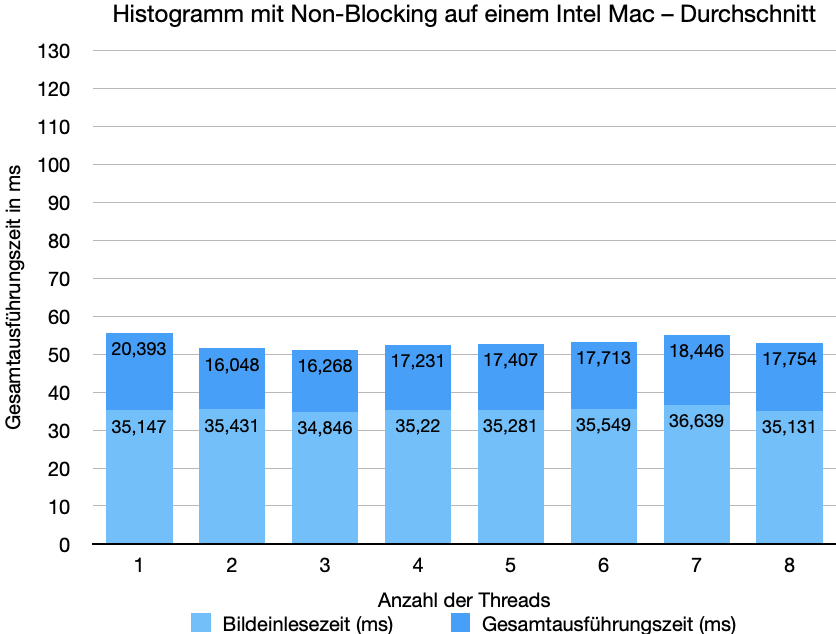 Histogramm mit Non-Blocking auf einem Intel Mac – Durchschnitt
Gesamtausführungszeit in ms
130
120
110
100
90
80
70
60
50
40
30
20
10
0
20,393 16,048 16,268 17,231 17,407 17,713 18,446 17,754
35,147 35,431 34,846 35,22 35,281 35,549 36,639 35,131
1 2 3 4 5 6 7 8
Anzahl der Threads
Bildeinlesezeit (ms) Gesamtausführungszeit (ms)